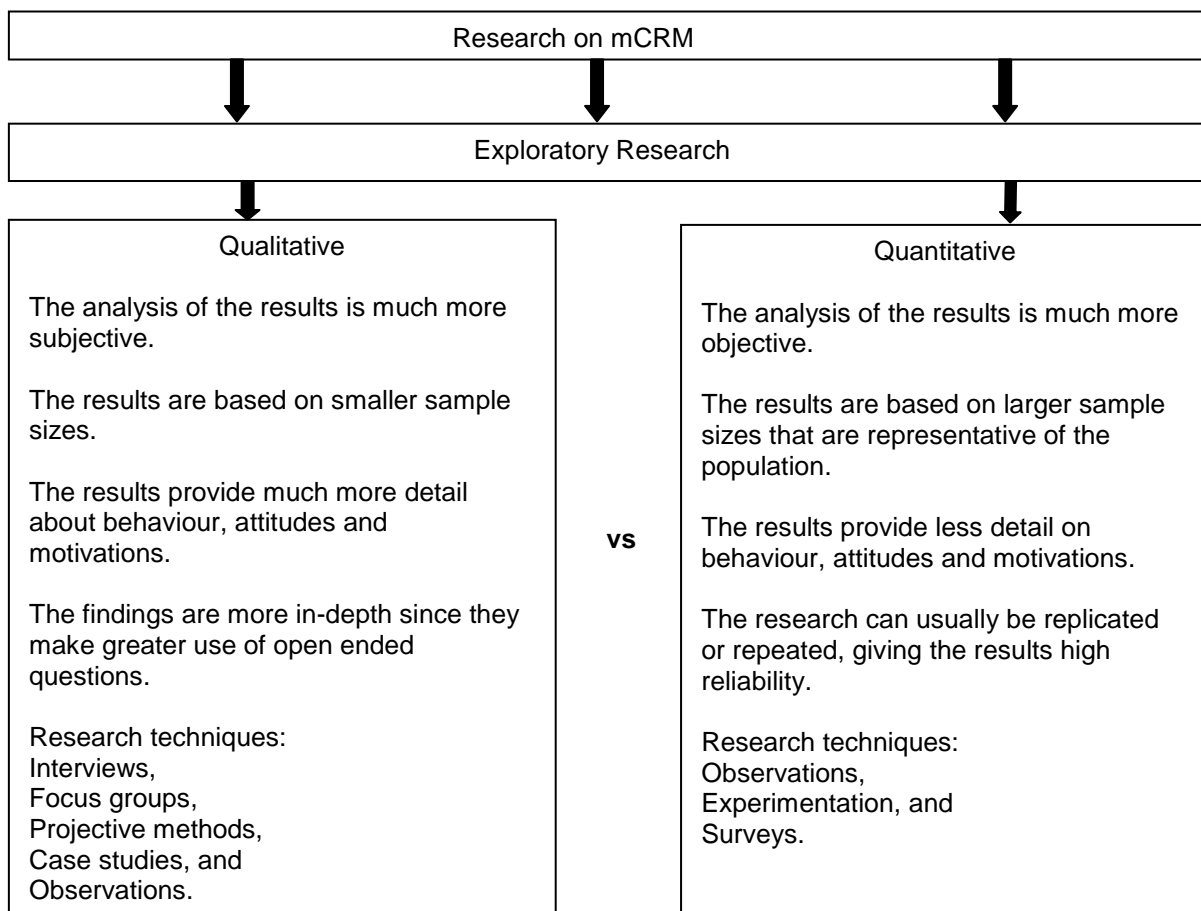 Research on mCRM
Exploratory Research
Qualitative
The analysis of the results is much more
subjective.
The results are based on smaller sample
sizes.
The results provide much more detail
about behaviour, attitudes and
motivations.
The findings are more in-depth since they
make greater use of open ended
questions.
Research techniques:
Interviews,
Focus groups,
Projective methods,
Case studies, and
Observations.
vs
Quantitative
The analysis of the results is much more
objective.
The results are based on larger sample
sizes that are representative of the
population.
The results provide less detail on
behaviour, attitudes and motivations.
The research can usually be replicated
or repeated, giving the results high
reliability.
Research techniques:
Observations,
Experimentation, and
Surveys.